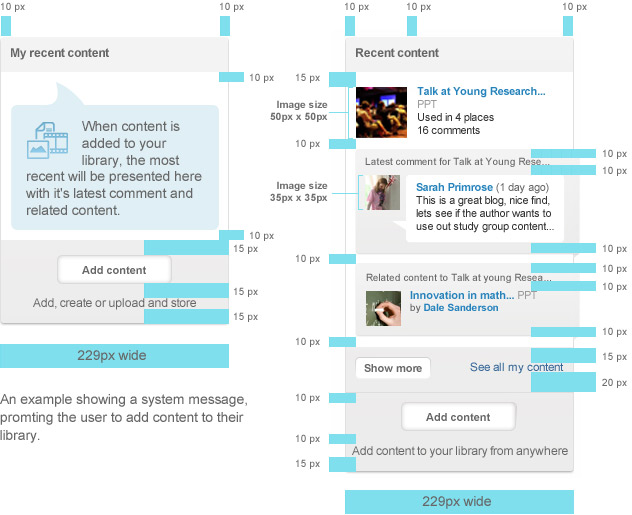 10 px
10 px
My recent content
10 px
When content is
added to your
library, the most
recent will be presented here
with it's latest comment and
related content.
10 px
15 px
Add content
15 px
Add, create or upload and store
15 px
229px wide
An example showing a system message,
promting the user to add content to their
library.
10 px
10 px
10 px
Recent content
15 px
Image size
50px x 50px
Talk at Young Research...
PPT
Used in 4 places
16 comments
10 px
10 px
Latest comment for Talk at Young Rese...
10 px
Image size
35px x 35px
Sarah Primrose (1 day ago)
This is a great blog, nice find,
lets see if the author wants to
use out study group content...
10 px
10 px
10 px
Related content to Talk at young Resea...
10 px
Innovation in math... PPT
by Dale Sanderson
10 px
10 px
15 px
Show more
See all my content
20 px
10 px
Add content
10 px
Add content to your library from anywhere
15 px
229px wide